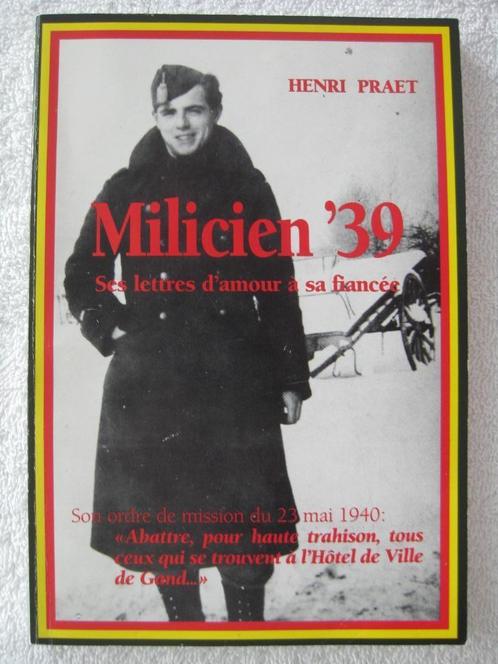 HENRI PRAET
Milicien '39
Ses lettres d'amour à sa fiancée
Son ordre de mission du 23 mai 1940:
«Abattre, pour haute trahison, tous
ceux qui se trouvent à l'Hôtel de Ville
de Gand...»